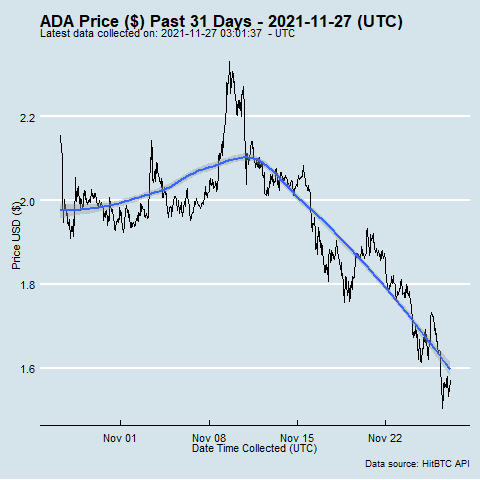 ADA Price ($) Past 31 Days - 2021-11-27 (UTC)
Latest data collected on: 2021-11-27 03:01:37  - UTC
Price USD ($)
2.2
2.0
1.8
1.6
Nov 01 Nov 08 Nov 15 Nov 22
Date Time Collected (UTC)
Data source: HitBTC API